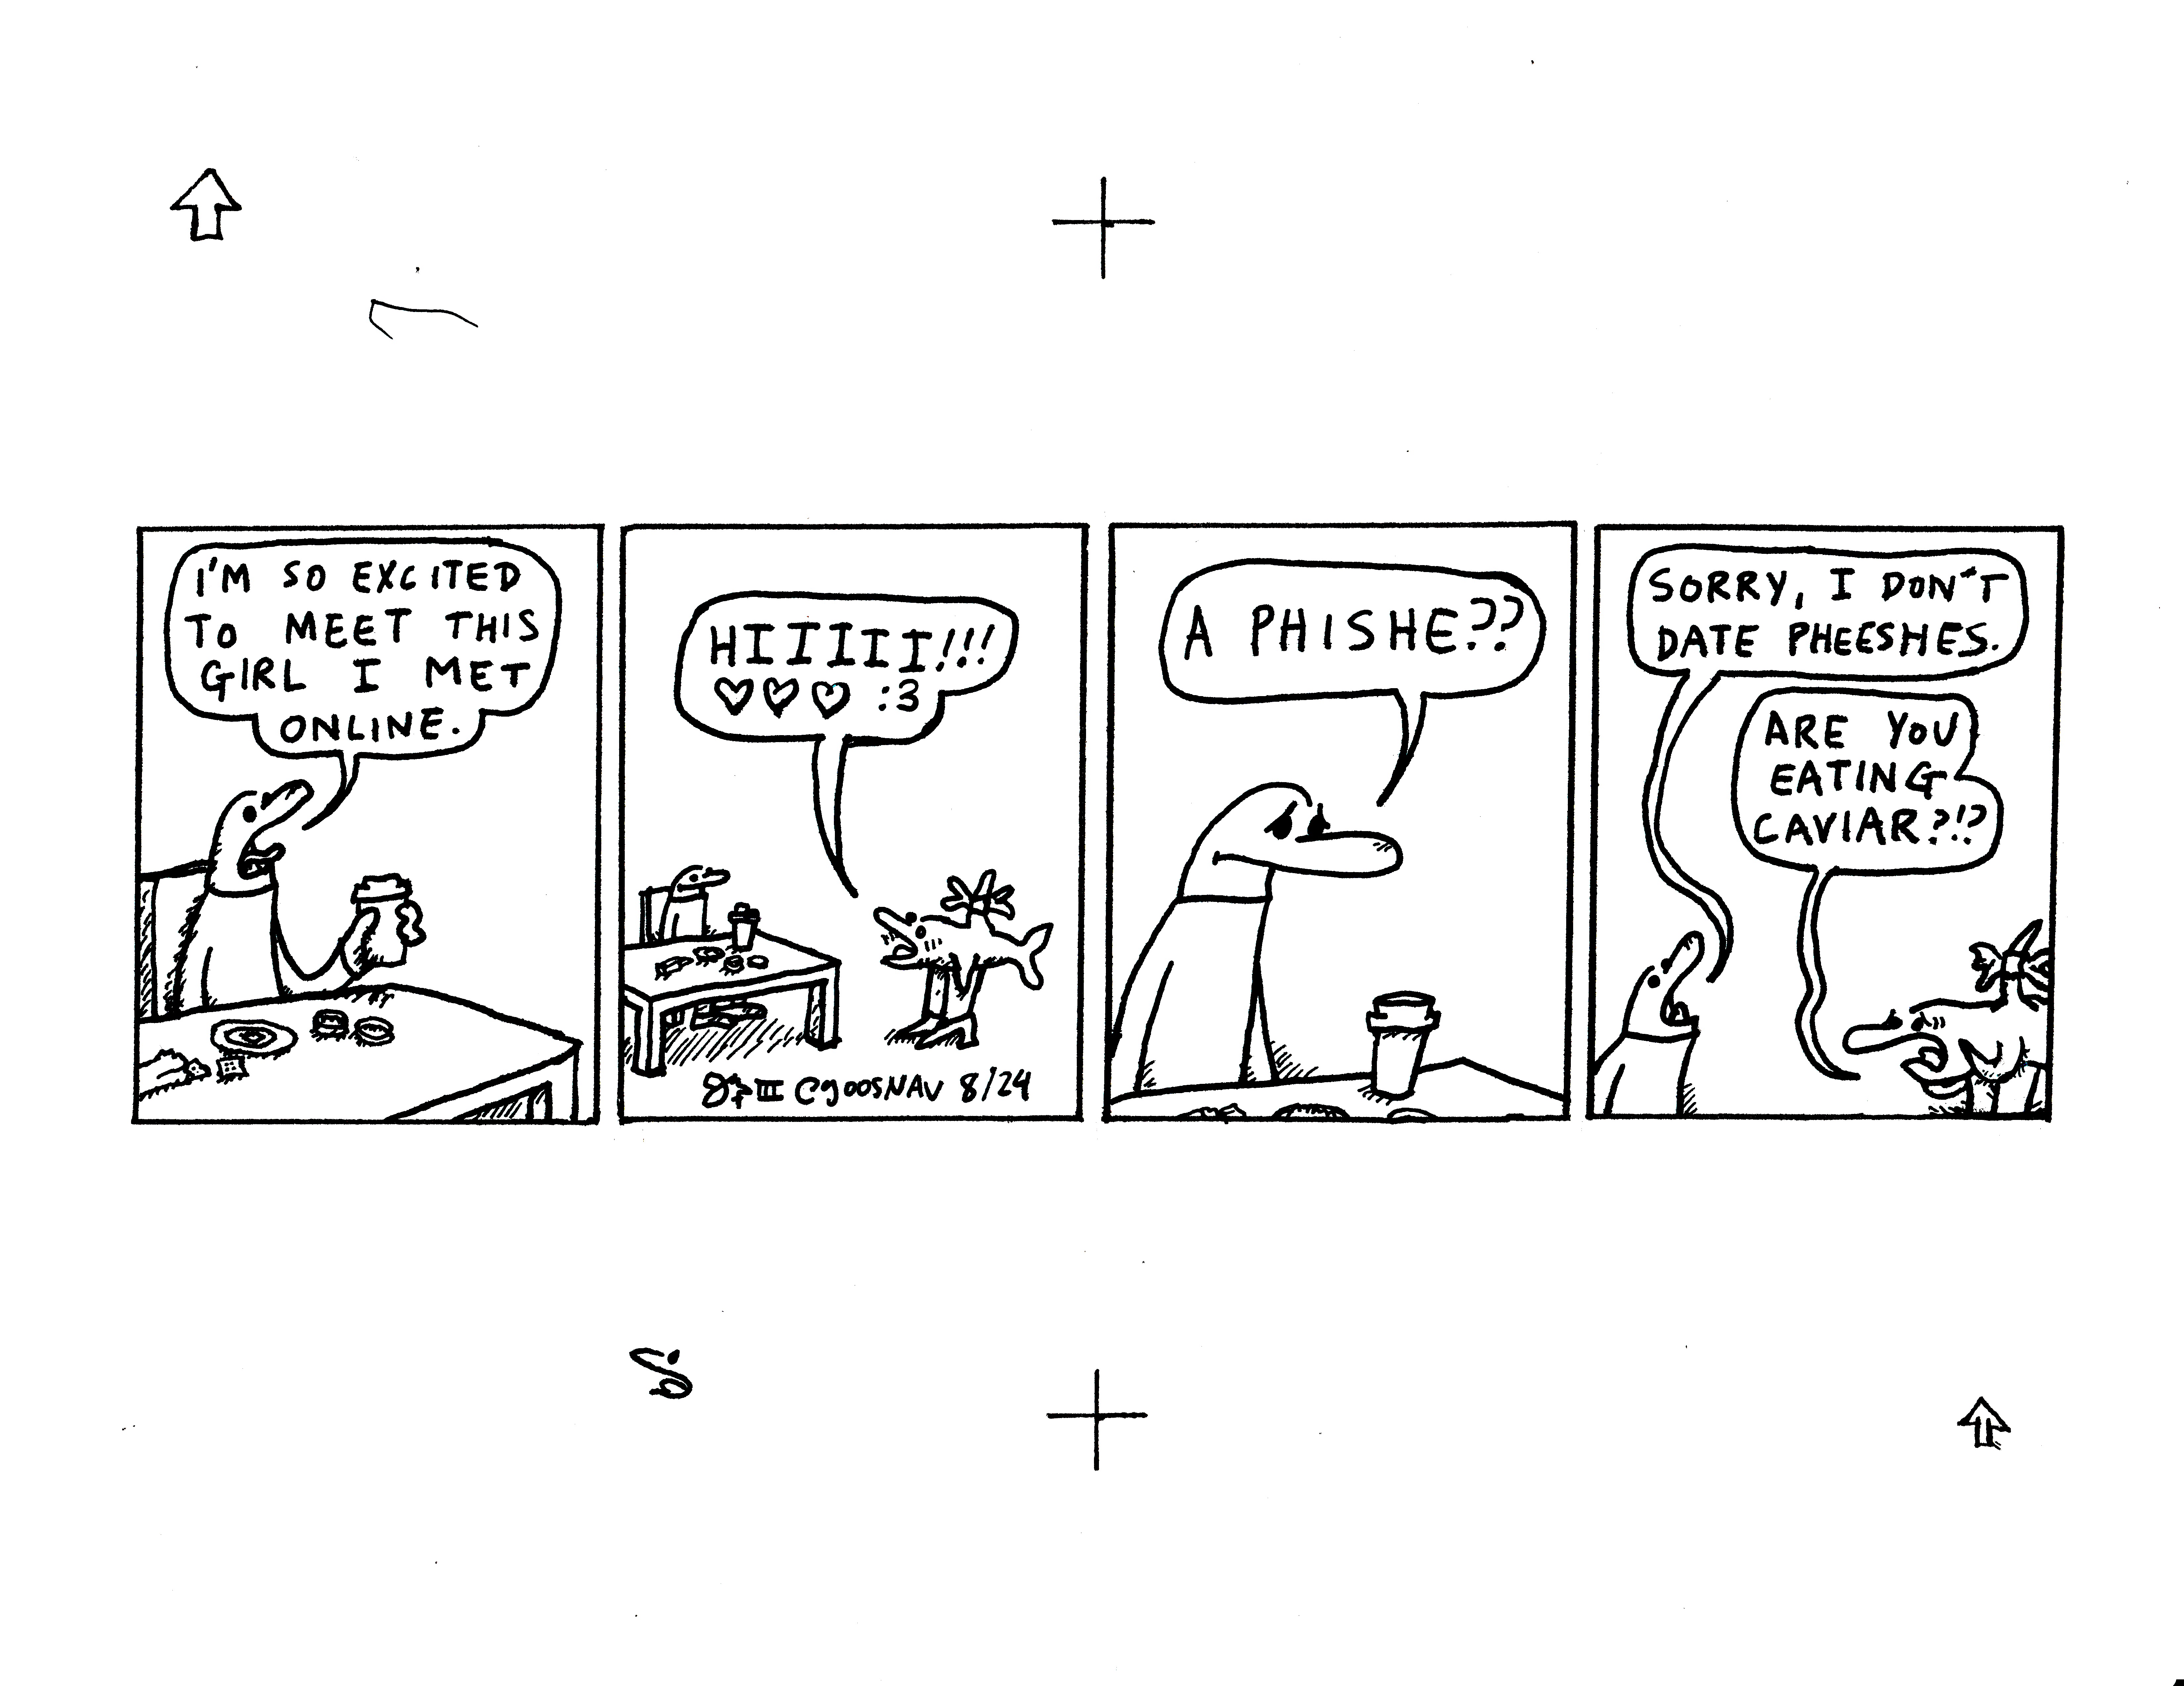 I'M SO EXCITED
TO MEET THIS
GIRL I MET
ONLINE.
HIIIII!!!
♡♡♡ :3
III ©goosNAV 8/24
A PHISHE??
SORRY, I DON'T
DATE PHEESHES.
ARE YOU
EATING
CAVIAR?!?